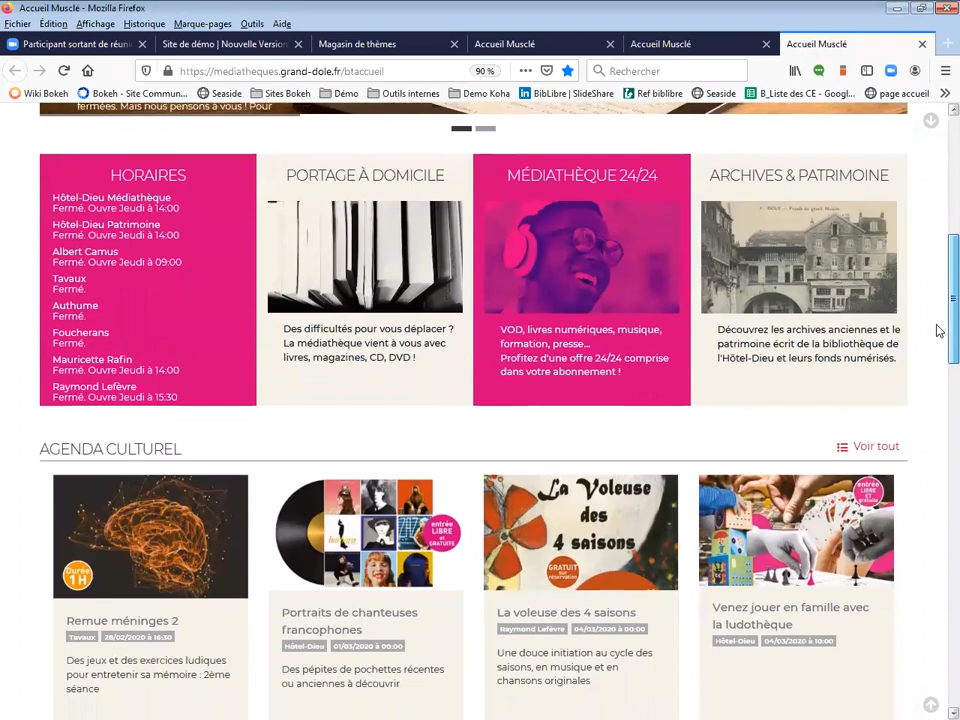 Accueil Musclé - Mozilla Firefox
Fichier Édition Affichage Historique Marque-pages Outils Aide
Participant sortant de réuni
Site de démo | Nouvelle Version
Magasin de thèmes
Accueil Musclé
Accueil Musclé
Accueil Musclé
https://mediatheques.grand-dole.fr/btaccueil
90 %
Rechercher
Wiki Bokeh
Bokeh - Site Commun...
Seaside
Sites Bokeh
Démo
Outils internes
Demo Koha
BibLibre | SlideShare
Ref biblibre
Seaside
B_Liste des CE - Googl...
page accueil
fermées. Mais nous pensons à vous ! Pour
HORAIRES
Hôtel-Dieu Médiathèque
Fermé. Ouvre Jeudi à 14:00
Hôtel-Dieu Patrimoine
Fermé. Ouvre Jeudi à 14:00
Albert Camus
Fermé. Ouvre Jeudi à 09:00
Tavaux
Fermé.
Authume
Fermé.
Foucherans
Fermé.
Mauricette Rafin
Fermé. Ouvre Jeudi à 14:00
Raymond Lefèvre
Fermé. Ouvre Jeudi à 15:30
PORTAGE À DOMICILE
Des difficultés pour vous déplacer ?
La médiathèque vient à vous avec
livres, magazines, CD, DVD !
MÉDIATHÈQUE 24/24
VOD, livres numériques, musique,
formation, presse...
Profitez d'une offre 24/24 comprise
dans votre abonnement !
ARCHIVES & PATRIMOINE
Découvrez les archives anciennes et le
patrimoine écrit de la bibliothèque de
l'Hôtel-Dieu et leurs fonds numérisés.
AGENDA CULTUREL
Voir tout
Durée
1H
Remue méninges 2
Tavaux 28/02/2020 à 16:30
Des jeux et des exercices ludiques
pour entretenir sa mémoire : 2ème
séance
entrée
LIBRE
et
GRATUITE
Portraits de chanteuses
francophones
Hôtel-Dieu 01/03/2020 à 00:00
Des pépites de pochettes récentes
ou anciennes à découvrir
La Voleuse
des
4 saisons
GRATUIT
sur
réservation
La voleuse des 4 saisons
Raymond Lefèvre 04/03/2020 à 00:00
Une douce initiation au cycle des
saisons, en musique et en
chansons originales
entrée
LIBRE
et
gratuite
Venez jouer en famille avec
la ludothèque
Hôtel-Dieu 04/03/2020 à 10:00